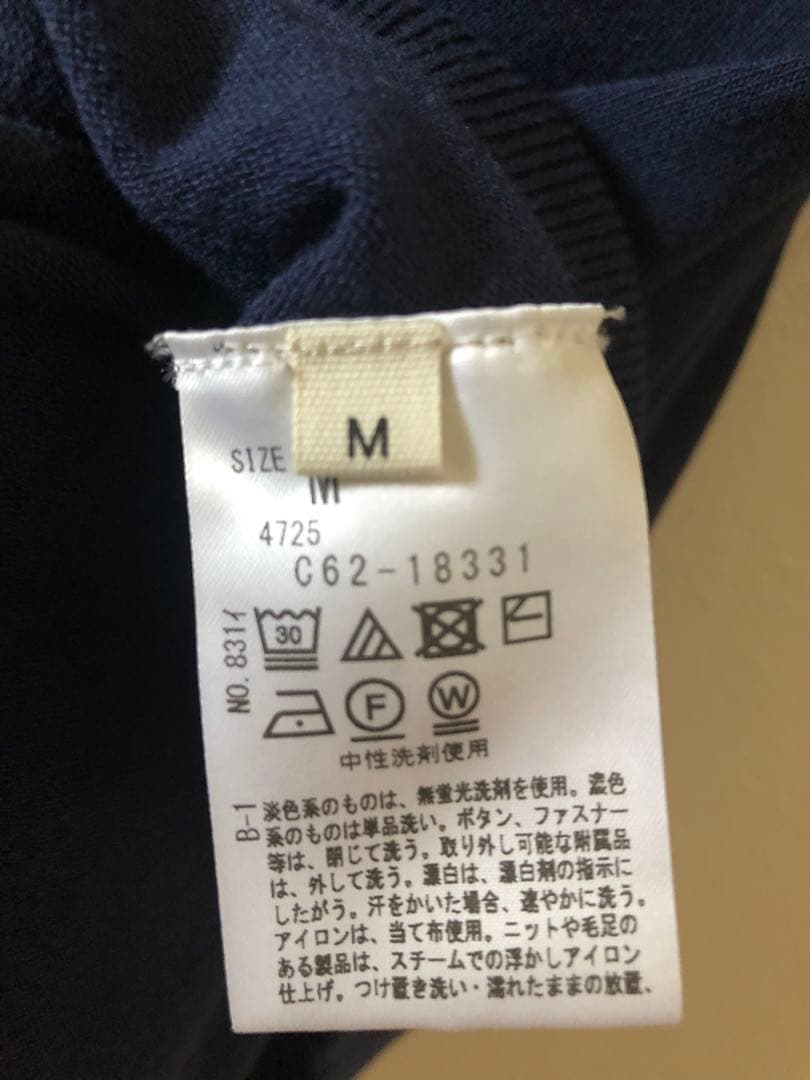 M
SIZE
M
4725
C62-18331
NO.831イ
30
F
W
中性洗剤使用
B-1
淡色系のものは、無蛍光洗剤を使用。濃色
系のものは単品洗い。ボタン、ファスナー
等は、閉じて洗う。取り外し可能な附属品
は、外して洗う。漂白は、漂白剤の指示に
したがう。汗をかいた場合、速やかに洗う。
アイロンは、当て布使用。ニットや毛足の
ある製品は、スチームでの浮かしアイロン
仕上げ。つけ置き洗い・濡れたままの放置、